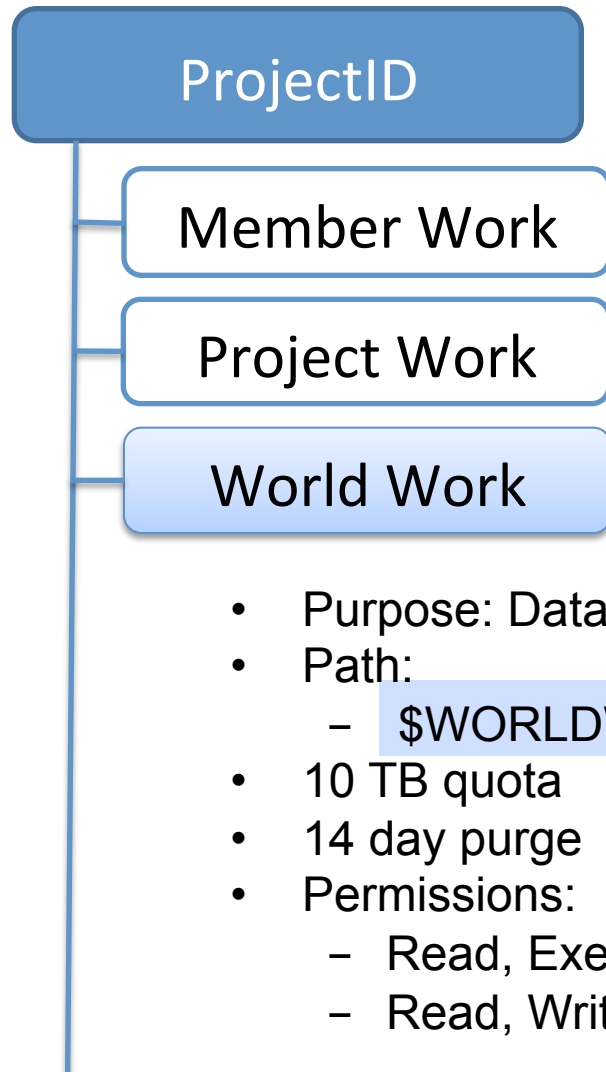 ProjectID
Member Work
Project Work
World Work
• Purpose: Data
• Path:
– $WORLD
• 10 TB quota
• 14 day purge
• Permissions:
– Read, Exe
– Read, Writ